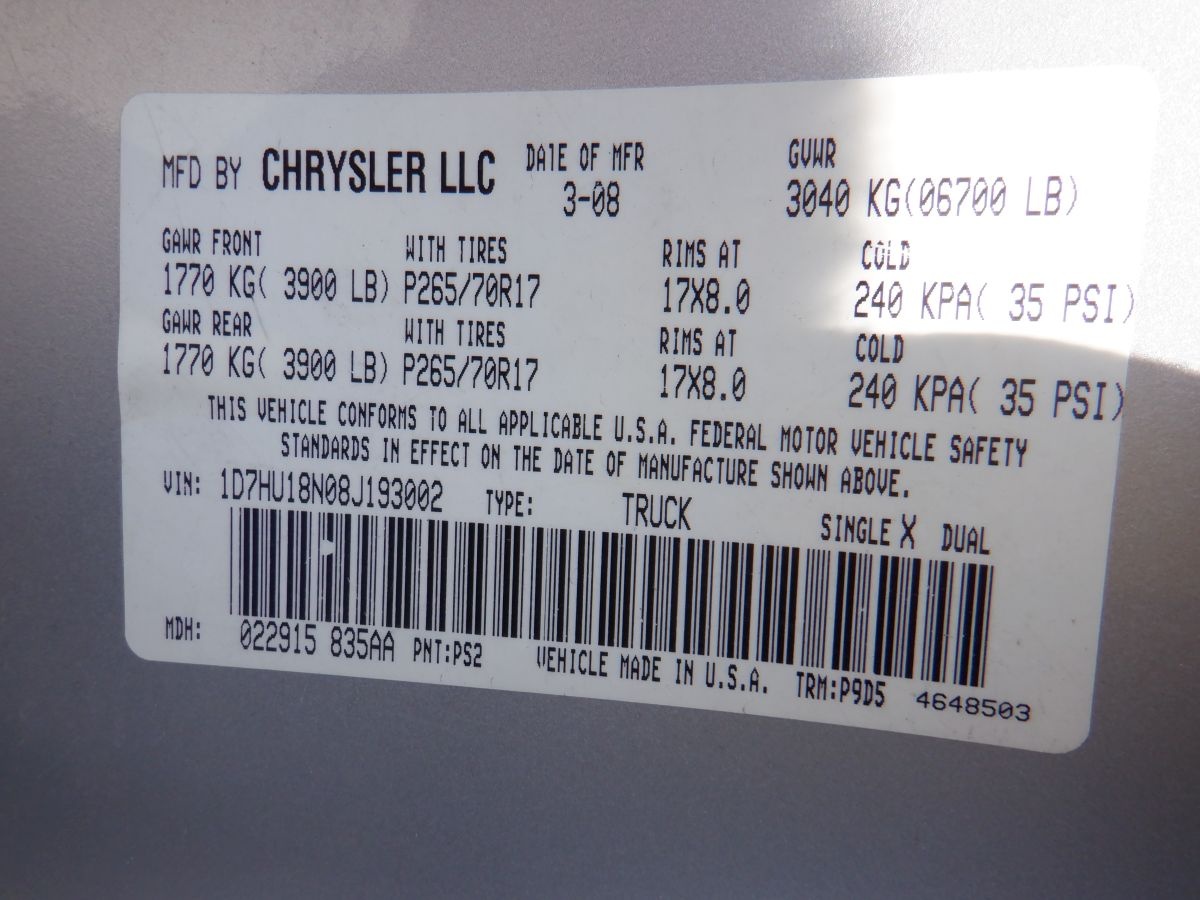 MFD BY CHRYSLER LLC DATE OF MFR GVWR
3-08 3040 KG(06700 LB)
GAWR FRONT WITH TIRES RIMS AT COLD
1770 KG( 3900 LB) P265/70R17 17X8.0 240 KPA( 35 PSI)
GAWR REAR WITH TIRES RIMS AT COLD
1770 KG( 3900 LB) P265/70R17 17X8.0 240 KPA( 35 PSI)
THIS VEHICLE CONFORMS TO ALL APPLICABLE U.S.A. FEDERAL MOTOR VEHICLE SAFETY
STANDARDS IN EFFECT ON THE DATE OF MANUFACTURE SHOWN ABOVE.
VIN: 1D7HU18N08J193002 TYPE: TRUCK SINGLE X DUAL
MDH: 022915 835AA PNT:PS2 VEHICLE MADE IN U.S.A. TRM:P9D5 4648503